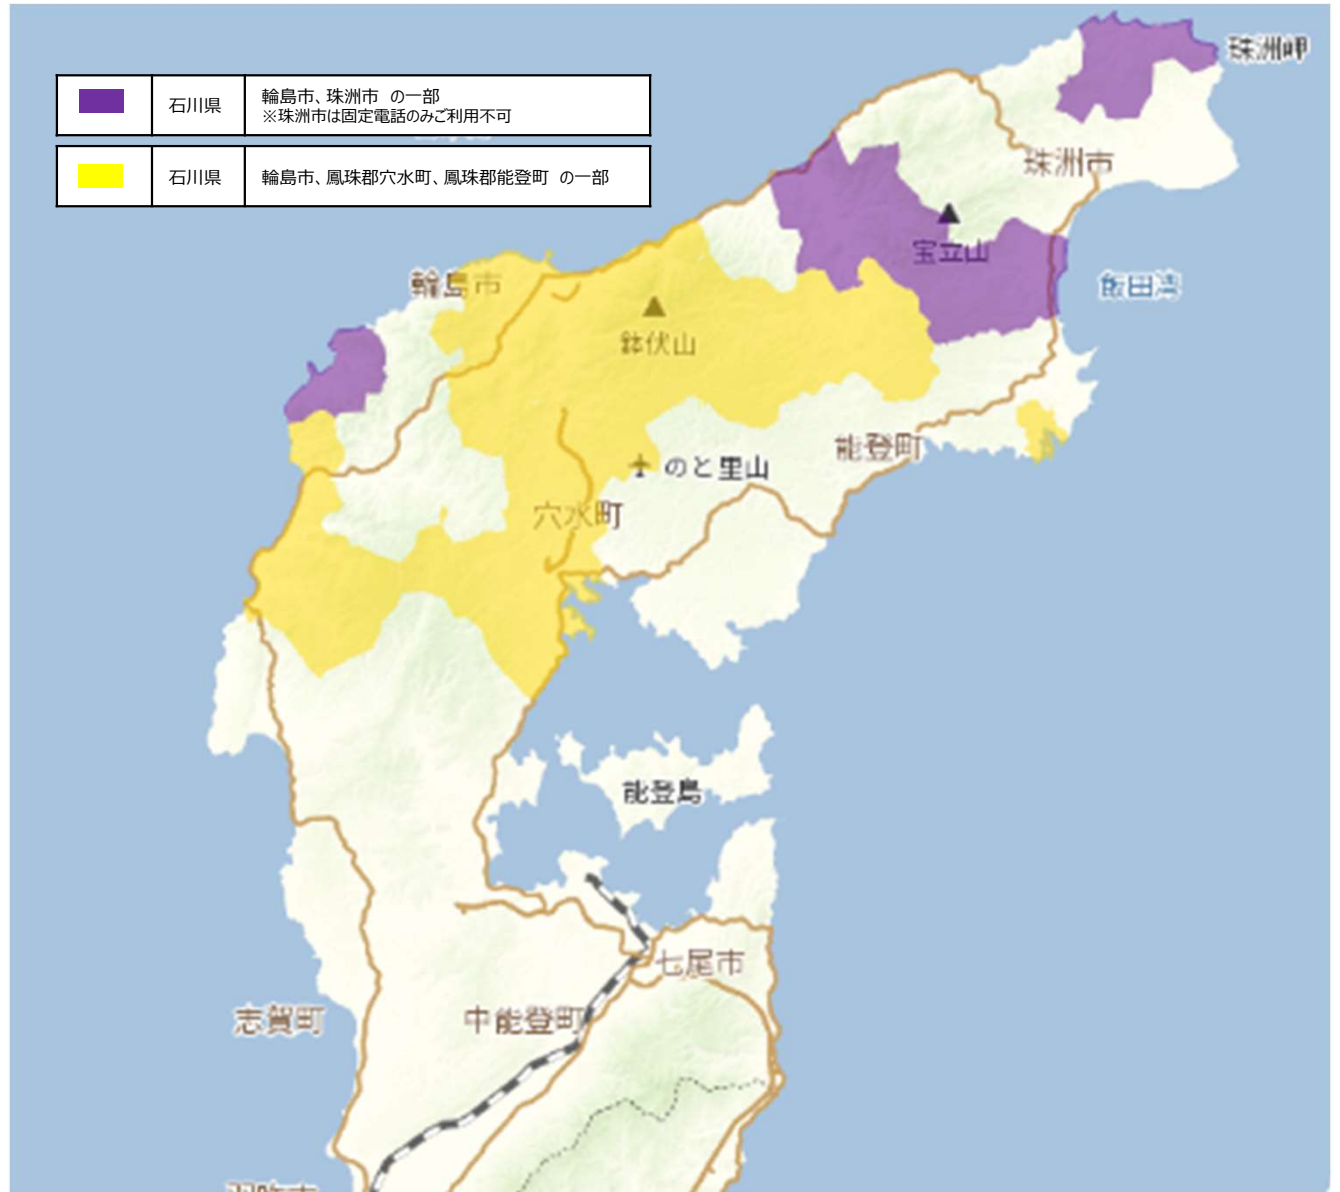 石川県
輪島市、珠洲市 の一部
※珠洲市は固定電話のみご利用不可
石川県
輪島市、鳳珠郡穴水町、鳳珠郡能登町 の一部
珠洲岬
珠洲市
宝立山
飯田湾
輪島市
鉢伏山
能登町
のと里山
穴水町
能登島
七尾市
志賀町
中能登町